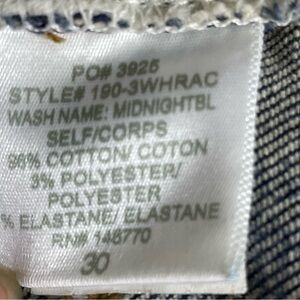 PO# 3925
STYLE# 190-3WHRAC
WASH NAME: MIDNIGHTBL
SELF/CORPS
96% COTTON/ COTON
3% POLYESTER/
POLYESTER
% ELASTANE/ ELASTANE
RN# 148770
30